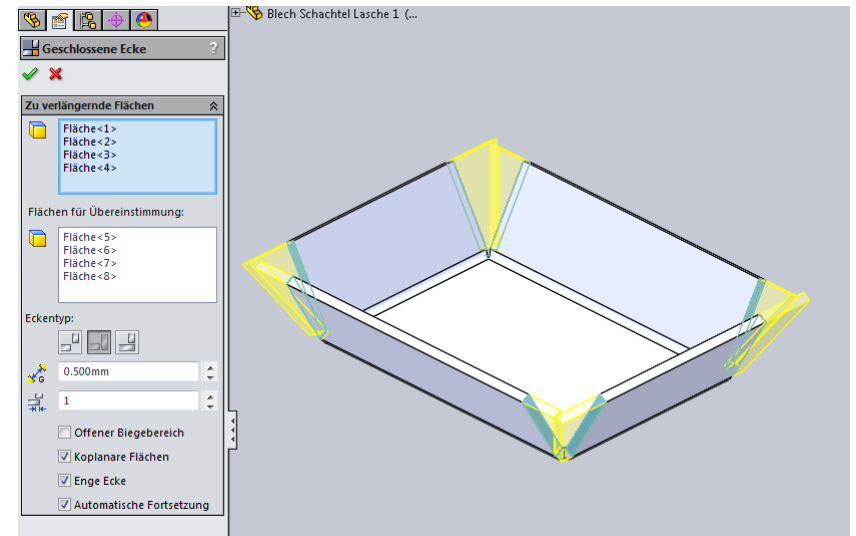 Blech Schachtel Lasche 1 (...
Geschlossene Ecke ?
Zu verlängernde Flächen
Fläche<1>
Fläche<2>
Fläche<3>
Fläche<4>
Flächen für Übereinstimmung:
Fläche<5>
Fläche<6>
Fläche<7>
Fläche<8>
Eckentyp:
G
0.500mm
1
Offener Biegebereich
Koplanare Flächen
Enge Ecke
Automatische Fortsetzung